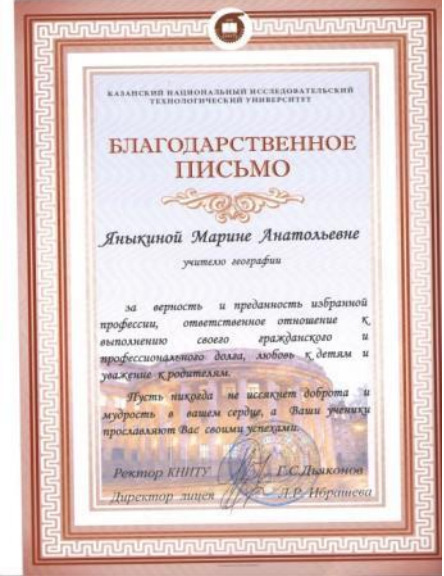 КАЗАНСКИЙ НАЦИОНАЛЬНЫЙ ИССЛЕДОВАТЕЛЬСКИЙ
ТЕХНОЛОГИЧЕСКИЙ УНИВЕРСИТЕТ
БЛАГОДАРСТВЕННОЕ
ПИСЬМО
Яныкиной Марине Анатольевне
учителю географии
за верность и преданность избранной
профессии, ответственное отношение к
выполнению своего гражданского и
профессионального долга, любовь к детям и
уважение к родителям.
Пусть никогда не иссякнет доброта и
мудрость в вашем сердце, а Ваши ученики
прославляют Вас своими успехами.
Ректор КНИТУ Г.С.Дьяконов
Директор лицея Л.Р. Ибрашева